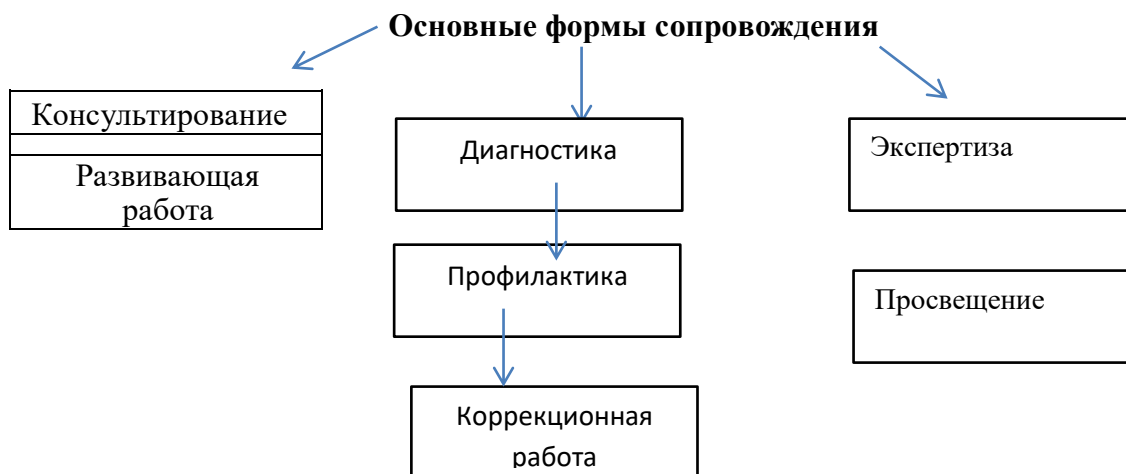 Основные формы сопровождения
Консультирование
Развивающая
работа
Диагностика
Профилактика
Коррекционная
работа
Экспертиза
Просвещение